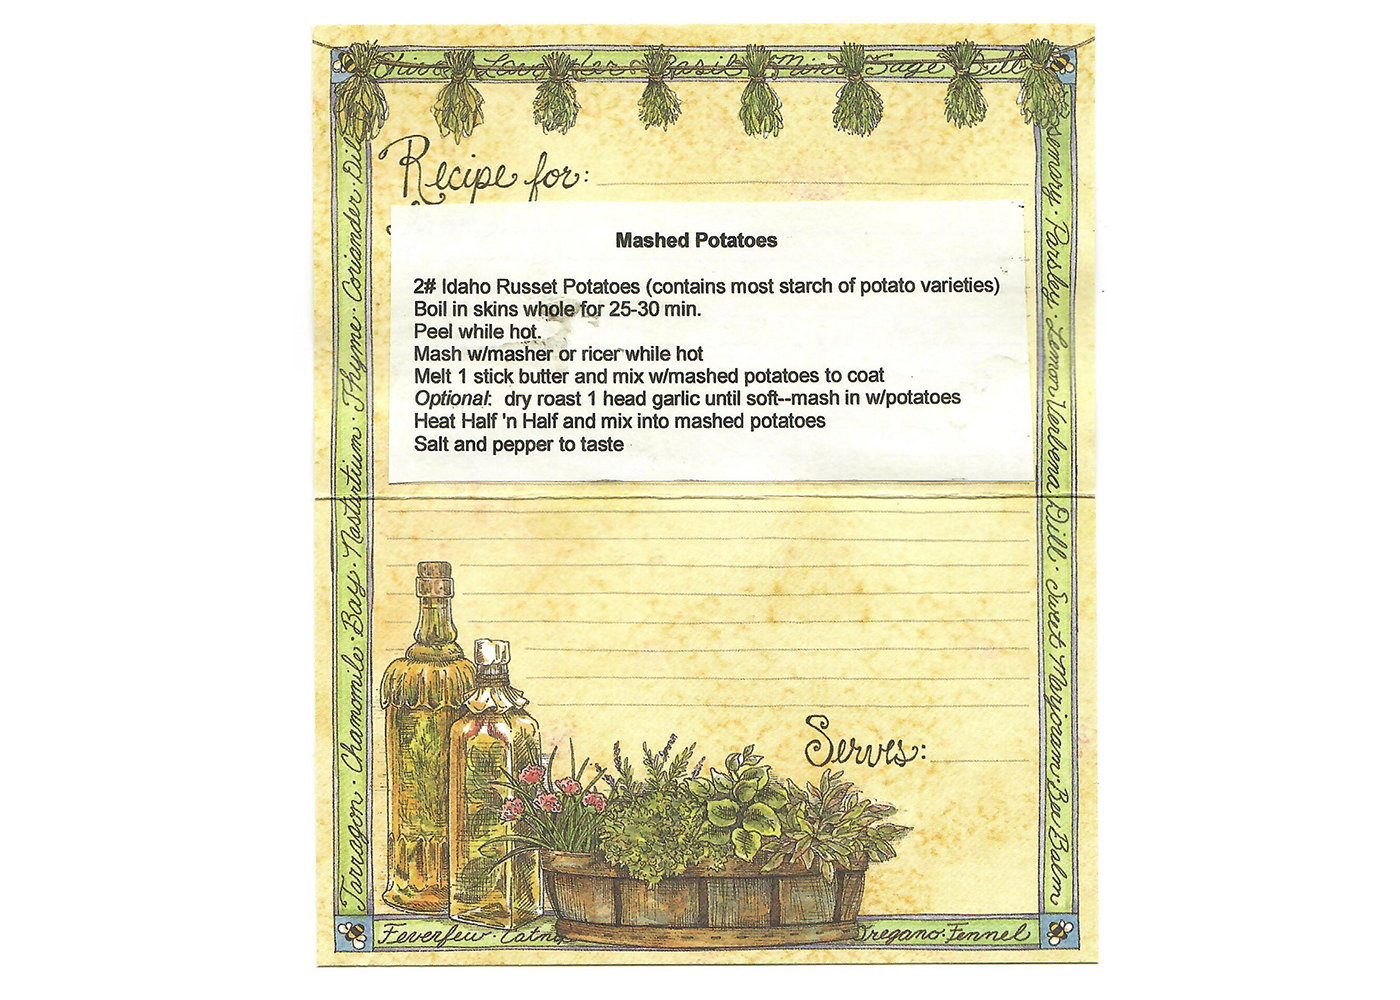 Chives Lavender Basil Mint Sage Dill
Recipe for:
Mashed Potatoes
2# Idaho Russet Potatoes (contains most starch of potato varieties)
Boil in skins whole for 25-30 min.
Peel while hot.
Mash w/masher or ricer while hot
Melt 1 stick butter and mix w/mashed potatoes to coat
Optional: dry roast 1 head garlic until soft--mash in w/potatoes
Heat Half 'n Half and mix into mashed potatoes
Salt and pepper to taste
Serves:
Tarragon · Chamomile · Bay · Nasturtium · Thyme · Coriander · Dill
Rosemary · Parsley · Lemon Verbena Dill · Sweet Marjoram · Bee Balm
Feverfew · Catnip
Oregano · Fennel